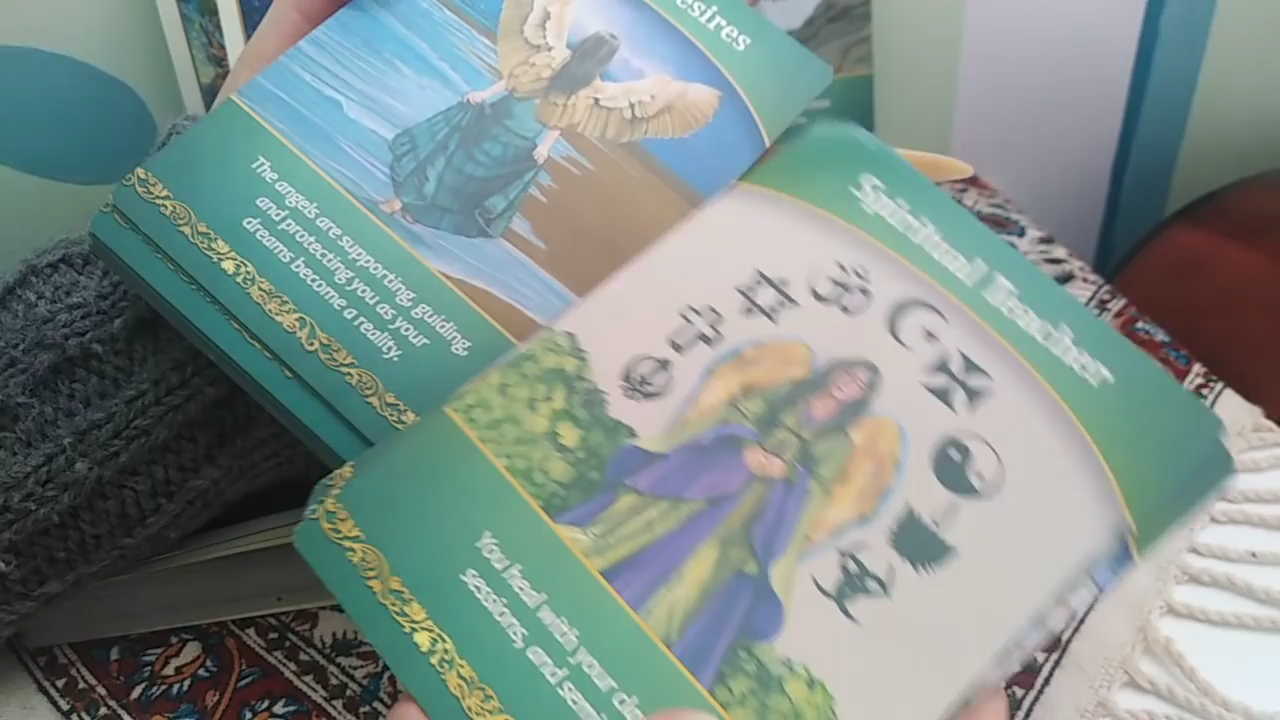 esires
The angels are supporting, guiding,
and protecting you as your
dreams become a reality.
Spiritual Teacher
You heal with your
sessions, and